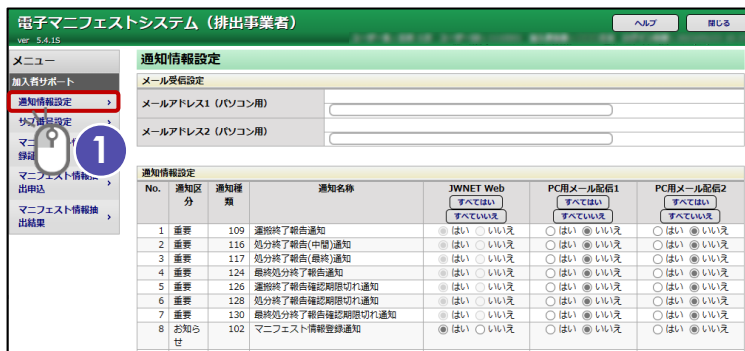 電子マニフェストシステム（排出事業者）
ver 5.4.15
ヘルプ 閉じる
メニュー
加入者サポート
通知情報設定 >
サブ番号設定 >
マニ
録証
マニフェスト情報抽
出申込 >
マニフェスト情報抽
出結果 >
1
通知情報設定
メール受信設定
メールアドレス1（パソコン用）
メールアドレス2（パソコン用）
通知情報設定
No. 通知区分 通知種類 通知名称 JWNET Web すべてはい すべていいえ PC用メール配信1 すべてはい すべていいえ PC用メール配信2 すべてはい すべていいえ
1 重要 109 運搬終了報告通知 はい いいえ はい いいえ はい いいえ
2 重要 116 処分終了報告(中間)通知 はい いいえ はい いいえ はい いいえ
3 重要 117 処分終了報告(最終)通知 はい いいえ はい いいえ はい いいえ
4 重要 124 最終処分終了報告通知 はい いいえ はい いいえ はい いいえ
5 重要 126 運搬終了報告確認期限切れ通知 はい いいえ はい いいえ はい いいえ
6 重要 128 処分終了報告確認期限切れ通知 はい いいえ はい いいえ はい いいえ
7 重要 130 最終処分終了報告確認期限切れ通知 はい いいえ はい いいえ はい いいえ
8 お知らせ 102 マニフェスト情報登録通知 はい いいえ はい いいえ はい いいえ